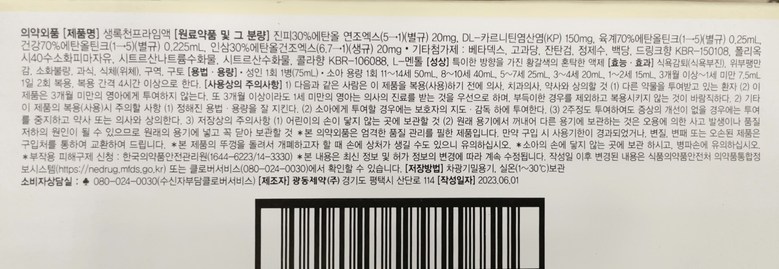 의약외품 [제품명] 생록천프라임액 [원료약품 및 그 분량] 진피30%에탄올 연조엑스(5→1)(별규) 20mg, DL-카르니틴염산염(KP) 150mg, 육계70%에탄올틴크(1→5)(별규) 0.25mL,
건강70%에탄올틴크(1→5)(별규) 0.225mL, 인삼30%에탄올건조엑스(6.7→1)(생규) 20mg • 기타첨가제 : 베타덱스, 고과당, 잔탄검, 정제수, 백당, 드링크향 KBR-150108, 폴리옥
시40수소화피마자유, 시트르산나트륨수화물, 시트르산수화물, 콜라향 KBR-106088, L-멘톨 [성상] 특이한 방향을 가진 황갈색의 혼탁한 액제 [효능·효과] 식욕감퇴(식욕부진), 위부팽만
감, 소화불량, 과식, 식체(위체), 구역, 구토 [용법·용량] • 성인 1회 1병(75mL) • 소아 용량 1회 11~14세 50mL, 8~10세 40mL, 5~7세 25mL, 3~4세 20mL, 1~2세 15mL, 3개월 이상~1세 미만 7.5mL
1일 2회 복용, 복용 간격 4시간 이상으로 한다. [사용상의 주의사항] 1) 다음과 같은 사람은 이 제품을 복용(사용)하기 전에 의사, 치과의사, 약사와 상의할 것 (1) 다른 약물을 투여받고 있는 환자 (2) 이
제품은 3개월 미만의 영아에게 투여하지 않는다. 또 3개월 이상이라도 1세 미만의 영아는 의사의 진료를 받는 것을 우선으로 하며, 부득이한 경우를 제외하고 복용시키지 않는 것이 바람직하다. 2) 기타
이 제품의 복용(사용)시 주의할 사항 (1) 정해진 용법·용량을 잘 지킨다. (2) 소아에게 투여할 경우에는 보호자의 지도·감독 하에 투여한다. (3) 2주정도 투여하여도 증상의 개선이 없을 경우에는 투여
를 중지하고 약사 또는 의사와 상의한다. 3) 저장상의 주의사항 (1) 어린이의 손이 닿지 않는 곳에 보관할 것 (2) 원래 용기에서 꺼내어 다른 용기에 보관하는 것은 오용에 의한 사고 발생이나 품질
저하의 원인이 될 수 있으므로 원래의 용기에 넣고 꼭 닫아 보관할 것 *본 의약외품은 엄격한 품질 관리를 필한 제품입니다. 만약 구입 시 사용기한이 경과되었거나, 변질, 변패 또는 오손된 제품은
구입처를 통하여 교환하여 드립니다. *본 제품의 뚜껑을 돌려서 개폐하고자 할 때 손에 상처가 생길 수도 있으니 유의하십시오. *소아의 손에 닿지 않는 곳에 보관 하시고, 병파손에 유의하십시오.
*부작용 피해구제 신청 : 한국의약품안전관리원(1644-6223/14-3330) *본 내용은 최신 정보 및 허가 정보의 변경에 따라 계속 수정됩니다. 작성일 이후 변경된 내용은 식품의약품안전처 의약품통합정
보시스템(https://nedrug.mfds.go.kr) 또는 클로버서비스(080-024-0030)에서 확인하십시오. [저장방법] 차광기밀용기, 실온(1~30℃)보관
소비자상담실 : ♣ 080-024-0030(수신자부담클로버서비스) [제조자] 광동제약(주) 경기도 평택시 산단로 114 [작성일자] 2023.06.01